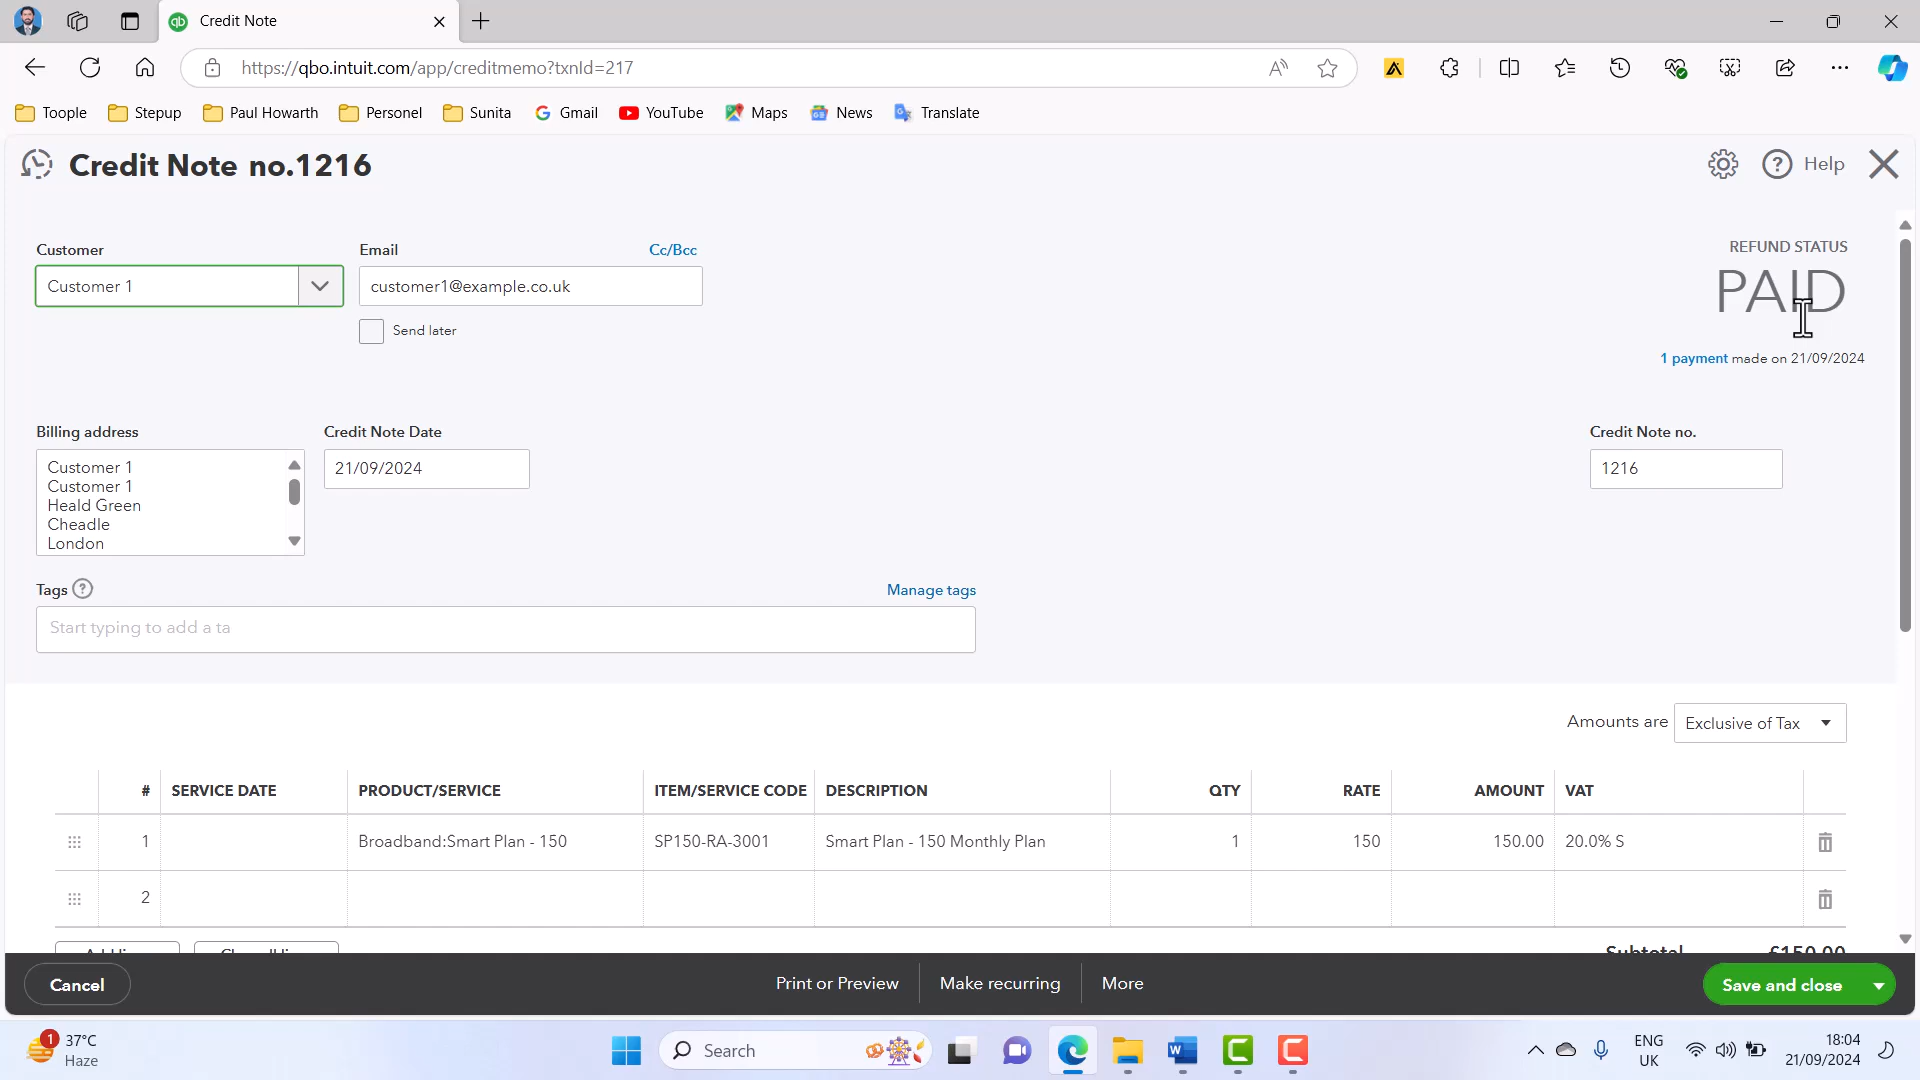 Credit Note
https://qbo.intuit.com/app/creditmemo?txnId=217
Toople Stepup Paul Howarth Personel Sunita Gmail YouTube Maps News Translate
Credit Note no.1216
Help
Customer
Email
Cc/Bcc
REFUND STATUS
Customer 1
customer1@example.co.uk
PAID
Send later
1 payment made on 21/09/2024
Billing address
Credit Note Date
Credit Note no.
Customer 1
Customer 1
Heald Green
Cheadle
London
21/09/2024
1216
Tags
Manage tags
Start typing to add a ta
Amounts are Exclusive of Tax
# SERVICE DATE PRODUCT/SERVICE ITEM/SERVICE CODE DESCRIPTION QTY RATE AMOUNT VAT
1 Broadband:Smart Plan - 150 SP150-RA-3001 Smart Plan - 150 Monthly Plan 1 150 150.00 20.0% S
2
Subtotal £150.00
Cancel
Print or Preview
Make recurring
More
Save and close
1
37°C
Haze
Search
ENG
UK
18:04
21/09/2024